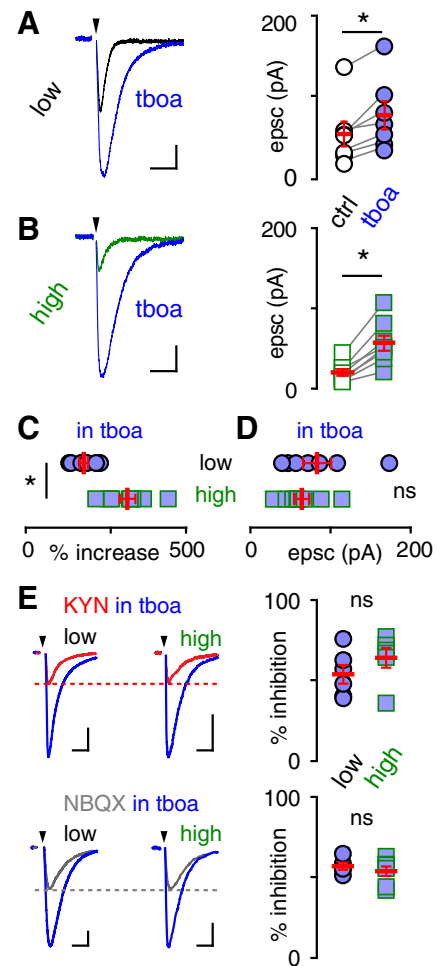 A
low
tboa
200
epsc (pA)
0
*
ctrl
tboa
B
high
tboa
200
epsc (pA)
0
*
C
in tboa
D
in tboa
*
low
high
ns
0
% increase
500
0
epsc (pA)
200
E
KYN in tboa
low
high
100
% inhibition
0
ns
low
high
NBQX in tboa
low
high
100
% inhibition
0
ns